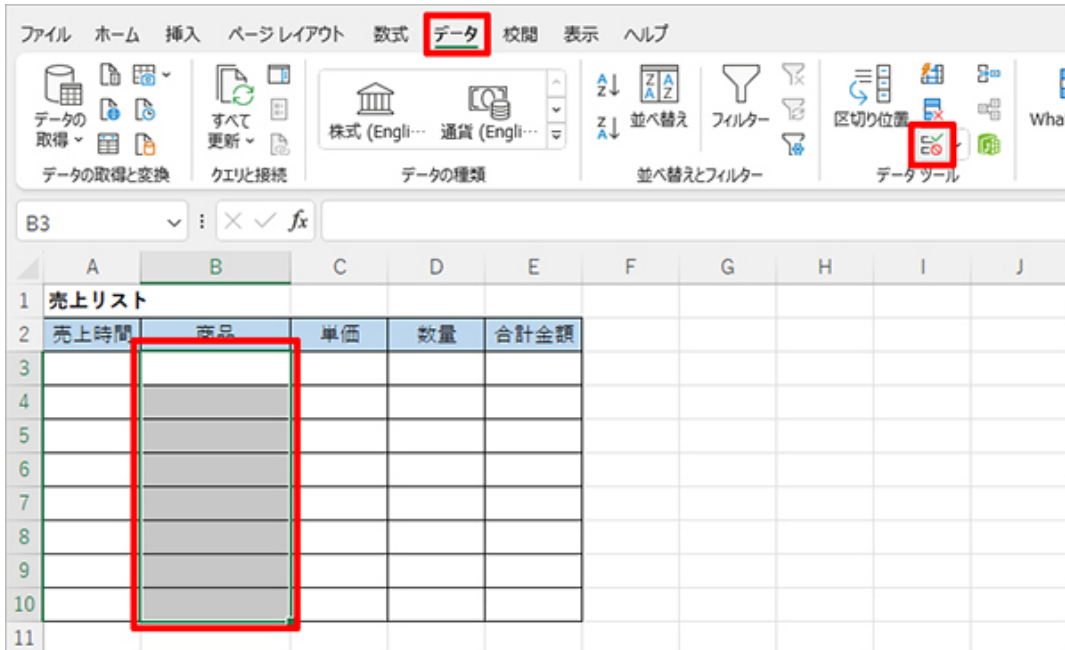 ファイル ホーム 挿入 ページ レイアウト 数式 データ 校閲 表示 ヘルプ
データの
取得
すべて
更新
株式 (Engli… 通貨 (Engli…
並べ替え
フィルター
区切り位置
What
データの取得と変換 クエリと接続 データの種類 並べ替えとフィルター データ ツール
B3 fx
A B C D E F G H I J
1 売上リスト
2 売上時間 商品 単価 数量 合計金額
3
4
5
6
7
8
9
10
11